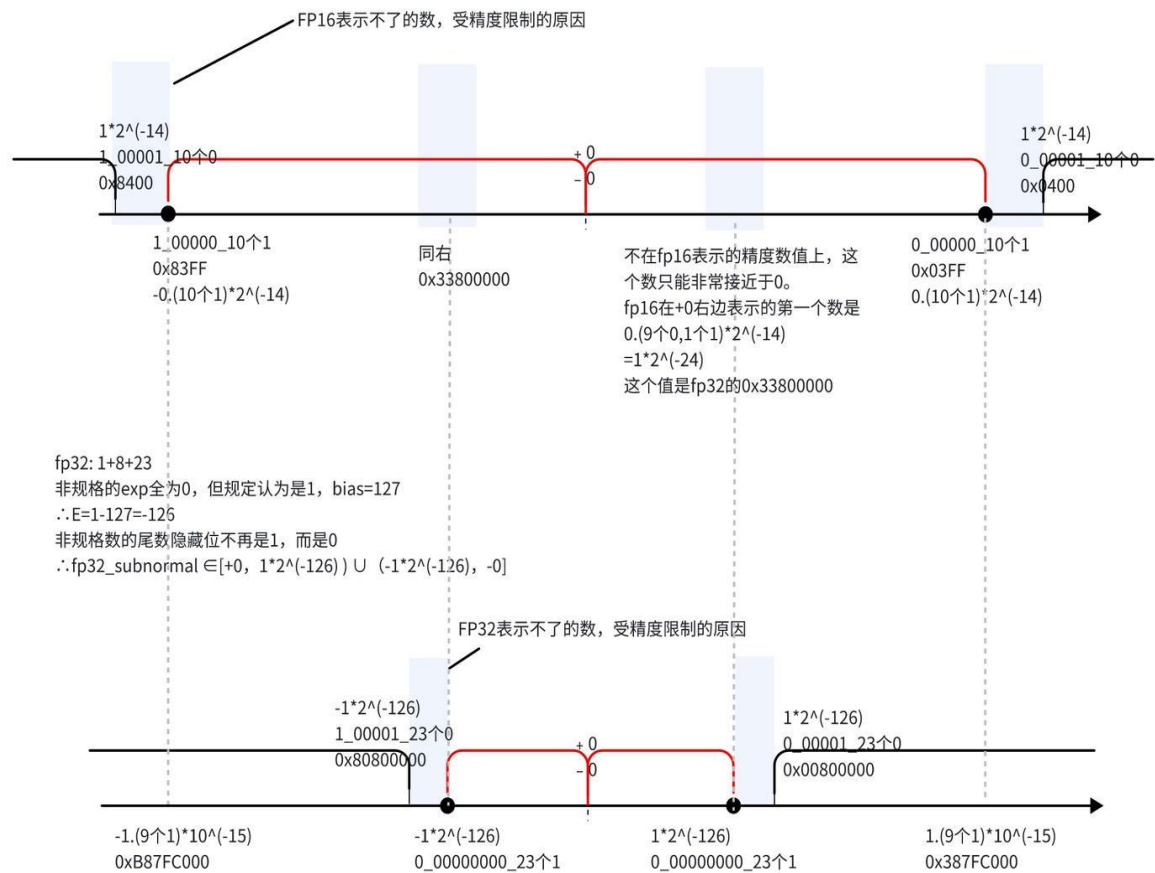 FP16表示不了的数，受精度限制的原因
1*2^(-14)
1_00001_10个0
0x8400
+ 0
- 0
1*2^(-14)
0_00001_10个0
0x0400
1_00000_10个1
0x83FF
-0.(10个1)*2^(-14)
同右
0x33800000
不在fp16表示的精度数值上，这
个数只能非常接近于0。
fp16在+0右边表示的第一个数是
0.(9个0,1个1)*2^(-14)
=1*2^(-24)
这个值是fp32的0x33800000
0_00000_10个1
0x03FF
0.(10个1)*2^(-14)
fp32: 1+8+23
非规格的exp全为0，但规定认为是1，bias=127
∴E=1-127=-126
非规格数的尾数隐藏位不再是1，而是0
∴fp32_subnormal ∈[+0，1*2^(-126) ) ∪（-1*2^(-126)，-0]
FP32表示不了的数，受精度限制的原因
-1*2^(-126)
1_00001_23个0
0x80800000
+ 0
- 0
1*2^(-126)
0_00001_23个0
0x00800000
-1.(9个1)*10^(-15)
0xB87FC000
-1*2^(-126)
0_00000000_23个1
1*2^(-126)
0_00000000_23个1
1.(9个1)*10^(-15)
0x387FC000